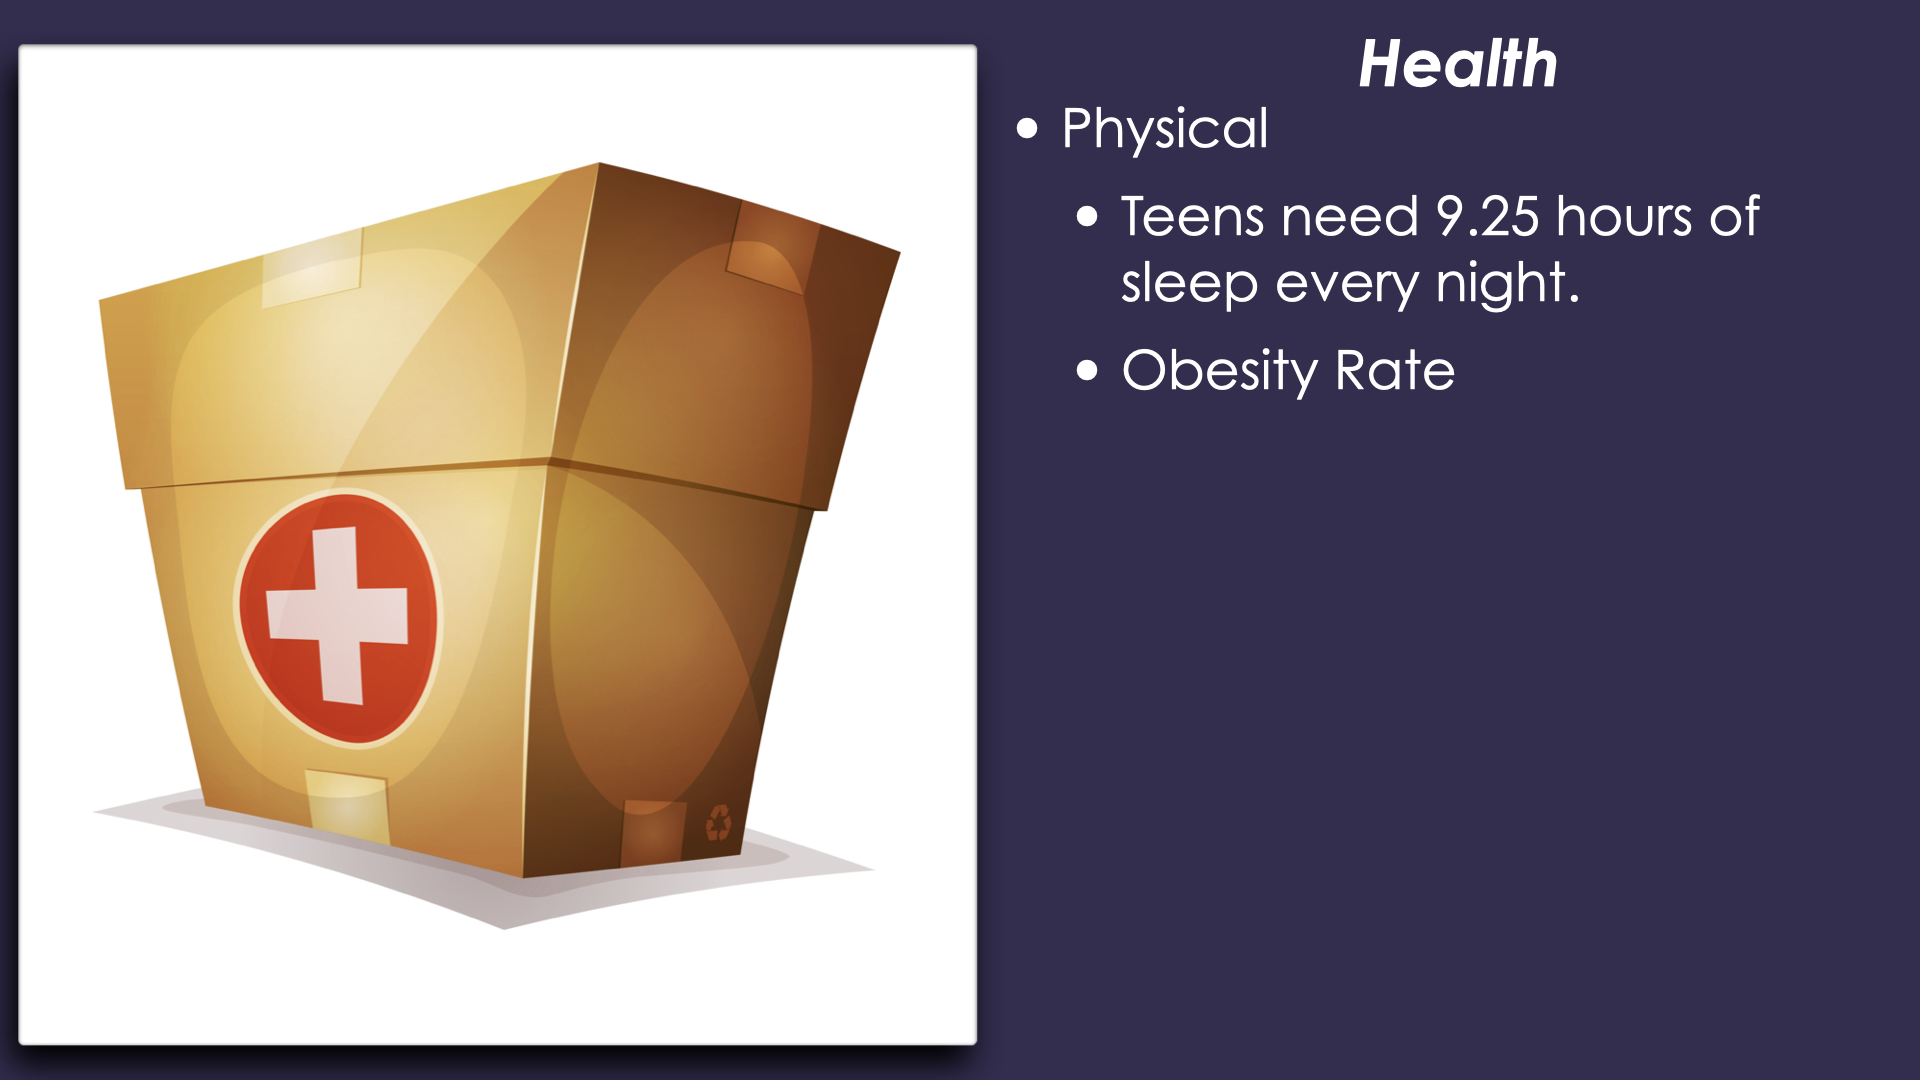 Health
• Physical
• Teens need 9.25 hours of
sleep every night.
• Obesity Rate